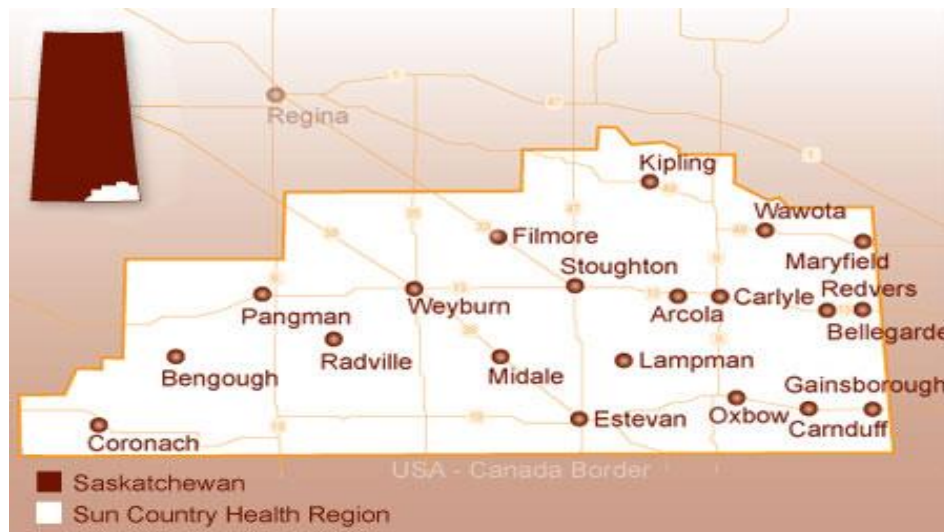 Regina
Kipling
Wawota
Filmore
Maryfield
Stoughton
Redvers
Weyburn
Arcola
Carlyle
Pangman
Bellegarde
Radville
Midale
Lampman
Bengough
Gainsborough
Estevan
Oxbow
Carnduff
Coronach
USA - Canada Border
Saskatchewan
Sun Country Health Region